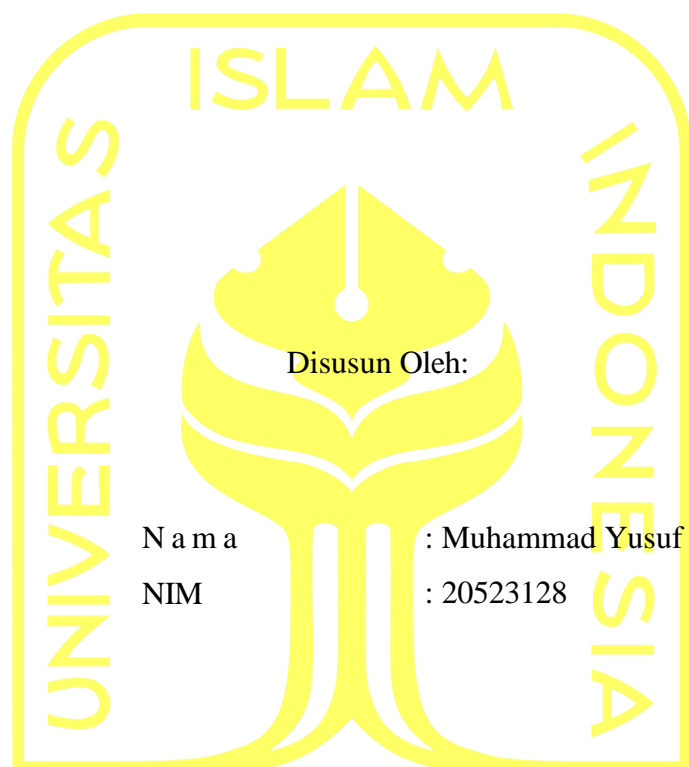 ISLAM
UNIVERSITAS
INDONESIA
Disusun Oleh:
N a m a : Muhammad Yusuf
NIM : 20523128